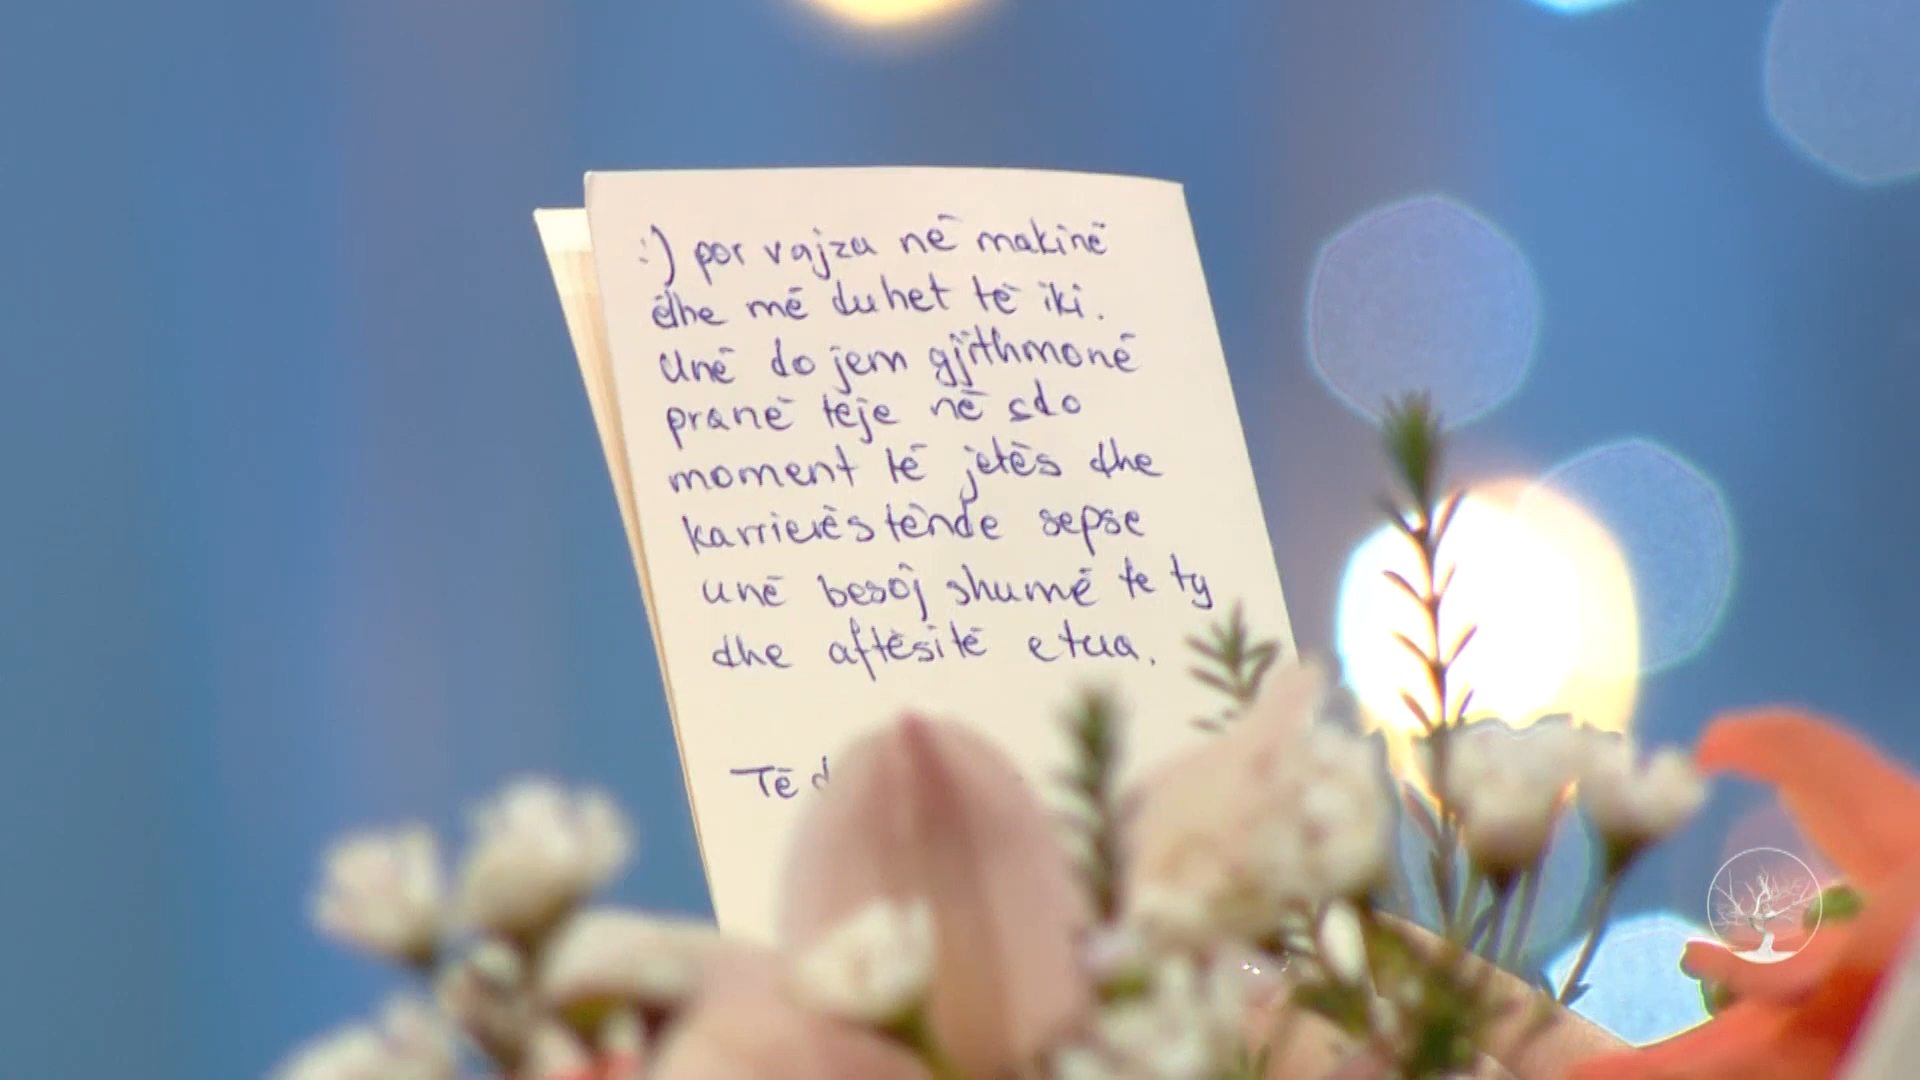 :) por vajza në makinë
dhe më duhet të iki.
Unë do jem gjithmonë
pranë teje në sdo
moment të jetës dhe
karrierës tënde sepse
unë besoj shumë te ty
dhe aftësitë e tua.
Të